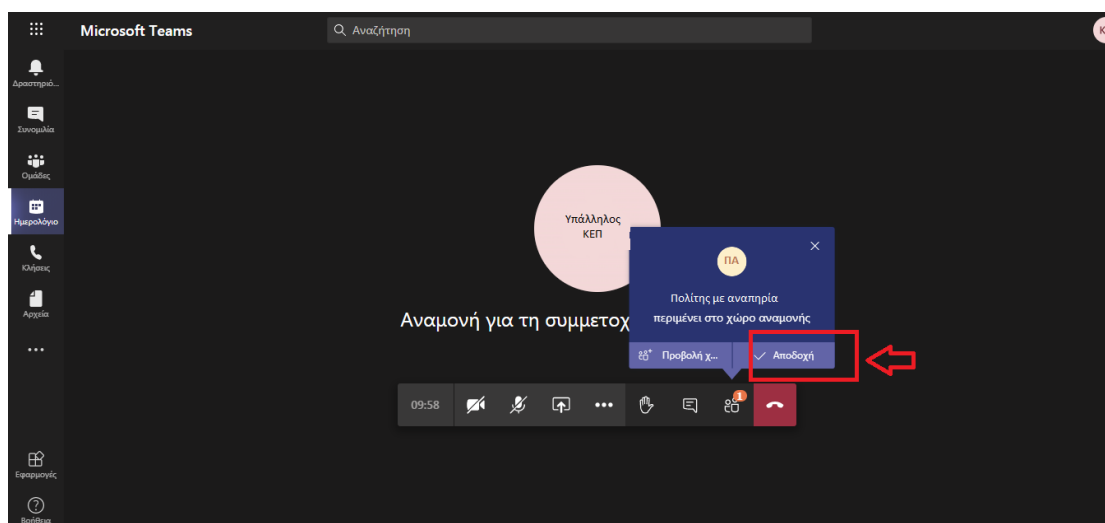 Microsoft Teams
Αναζήτηση
K
Δραστηριό...
Συνομιλία
Ομάδες
Ημερολόγιο
Κλήσεις
Αρχεία
Εφαρμογές
Βοήθεια
Υπάλληλος
ΚΕΠ
ΠΑ
Πολίτης με αναπηρία
περιμένει στο χώρο αναμονής
Προβολή χ...
Αποδοχή
Αναμονή για τη συμμετοχ
09:58
1